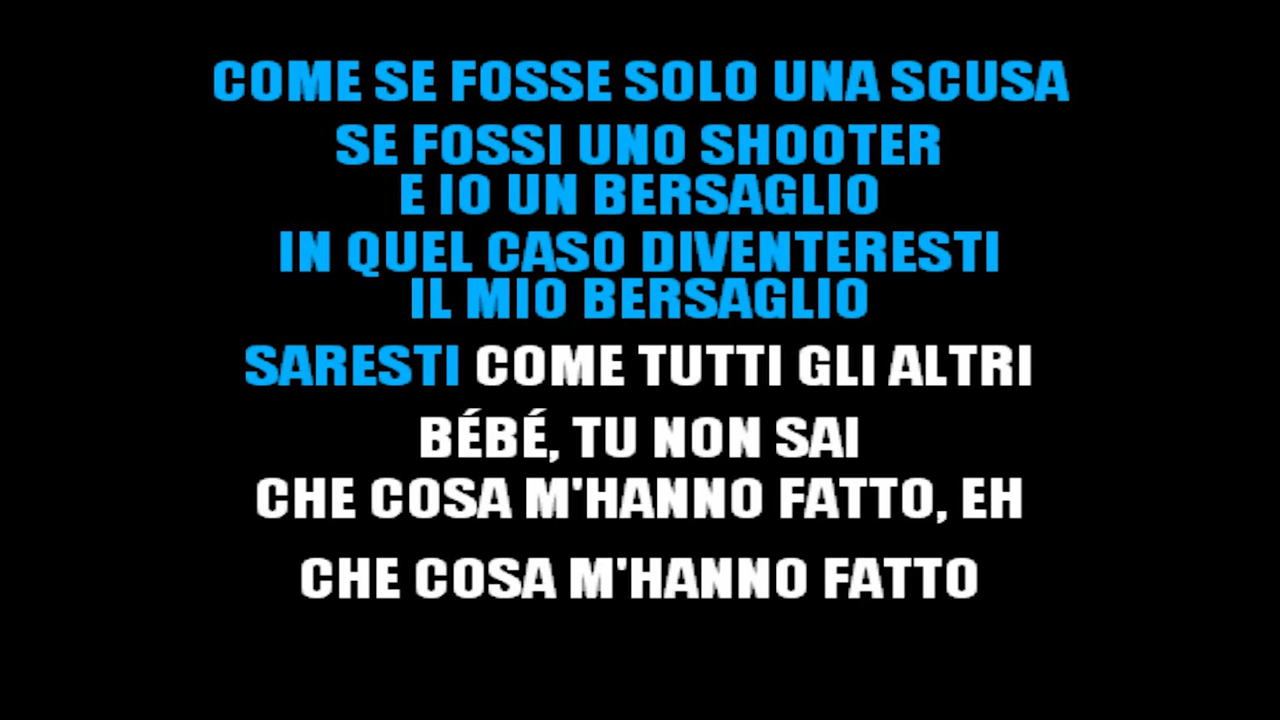 COME SE FOSSE SOLO UNA SCUSA
SE FOSSI UNO SHOOTER
E IO UN BERSAGLIO
IN QUEL CASO DIVENTERESTI
IL MIO BERSAGLIO
SARESTI COME TUTTI GLI ALTRI
BÉBÉ, TU NON SAI
CHE COSA M'HANNO FATTO, EH
CHE COSA M'HANNO FATTO